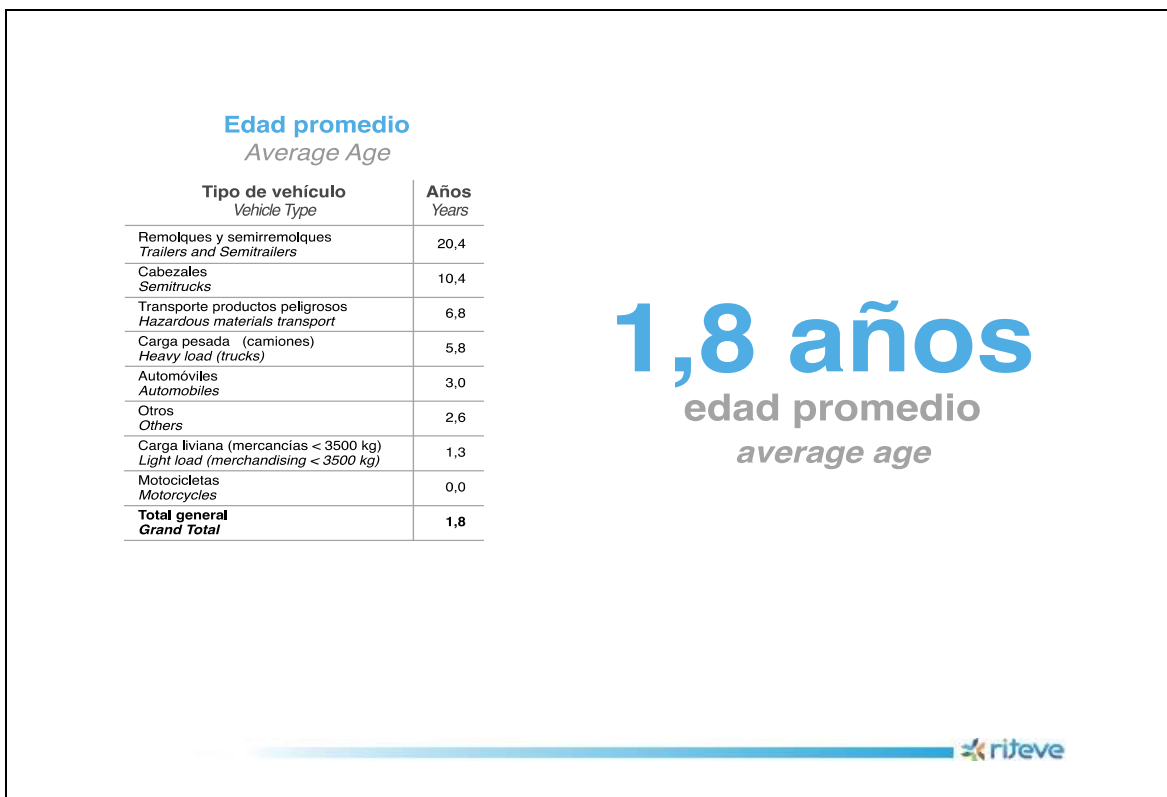 Edad promedio
Average Age
Tipo de vehículo
Vehicle Type
Años
Years
Remolques y semirremolques
Trailers and Semitrailers
20,4
Cabezales
Semitrucks
10,4
Transporte productos peligrosos
Hazardous materials transport
6,8
Carga pesada (camiones)
Heavy load (trucks)
5,8
Automóviles
Automobiles
3,0
Otros
Others
2,6
Carga liviana (mercancías < 3500 kg)
Light load (merchandising < 3500 kg)
1,3
Motocicletas
Motorcycles
0,0
Total general
Grand Total
1,8
1,8 años
edad promedio
average age
riteve